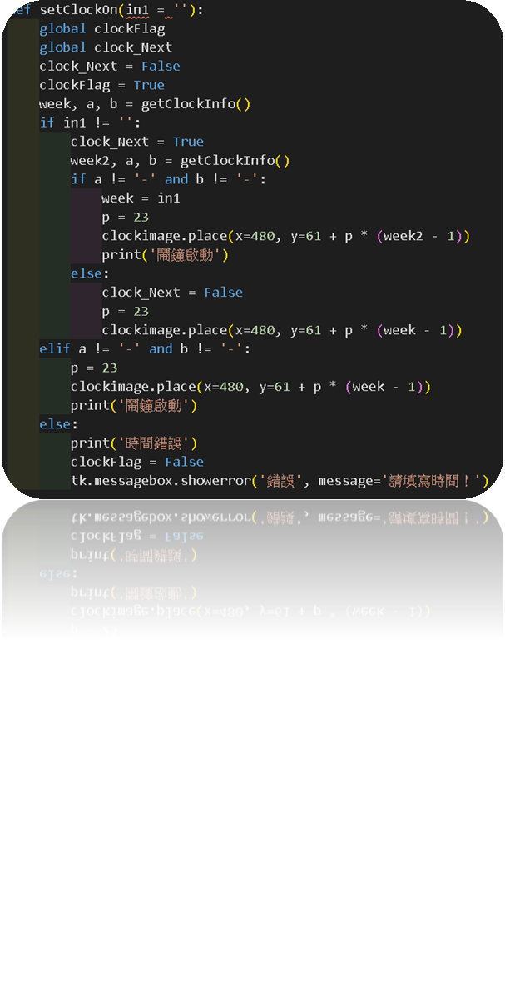 def setClockOn(in1 = ''):
    global clockFlag
    global clock_Next
    clock_Next = False
    clockFlag = True
    week, a, b = getClockInfo()
    if in1 != '':
        clock_Next = True
        week2, a, b = getClockInfo()
        if a != '-' and b != '-':
            week = in1
            p = 23
            clockimage.place(x=480, y=61 + p * (week2 - 1))
            print('鬧鐘啟動')
        else:
            clock_Next = False
            p = 23
            clockimage.place(x=480, y=61 + p * (week - 1))
    elif a != '-' and b != '-':
        p = 23
        clockimage.place(x=480, y=61 + p * (week - 1))
        print('鬧鐘啟動')
    else:
        print('時間錯誤')
        clockFlag = False
        tk.messagebox.showerror('錯誤', message='請填寫時間！')